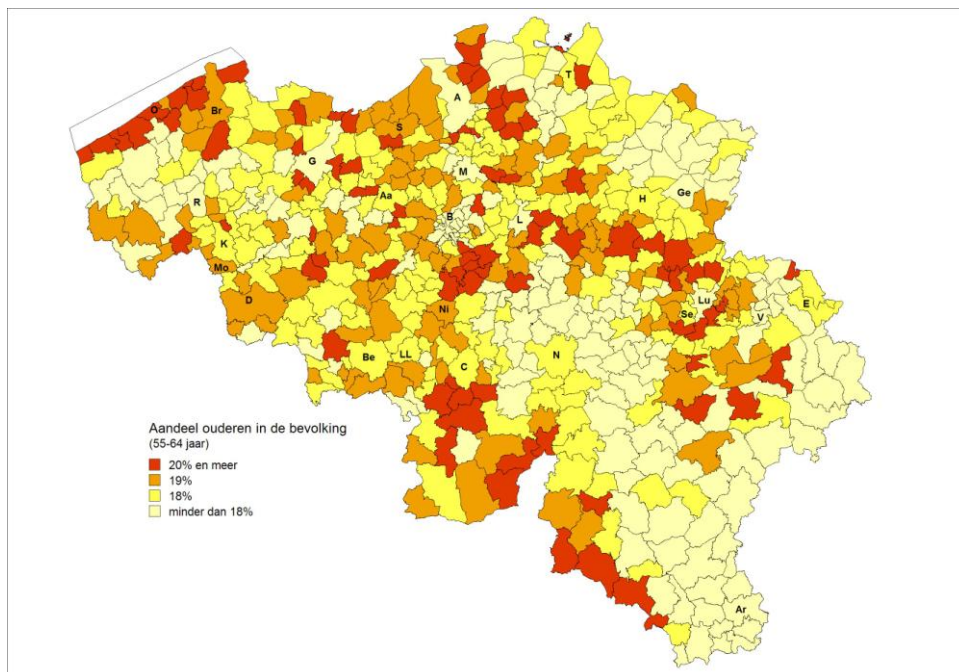 T
A
O
Br
S
G
M
Ge
R
Aa
H
B
L
K
Mo
D
Lu
Se
V
E
Ni
Be
LL
C
N
Aandeel ouderen in de bevolking
(55-64 jaar)
20% en meer
19%
18%
minder dan 18%
Ar